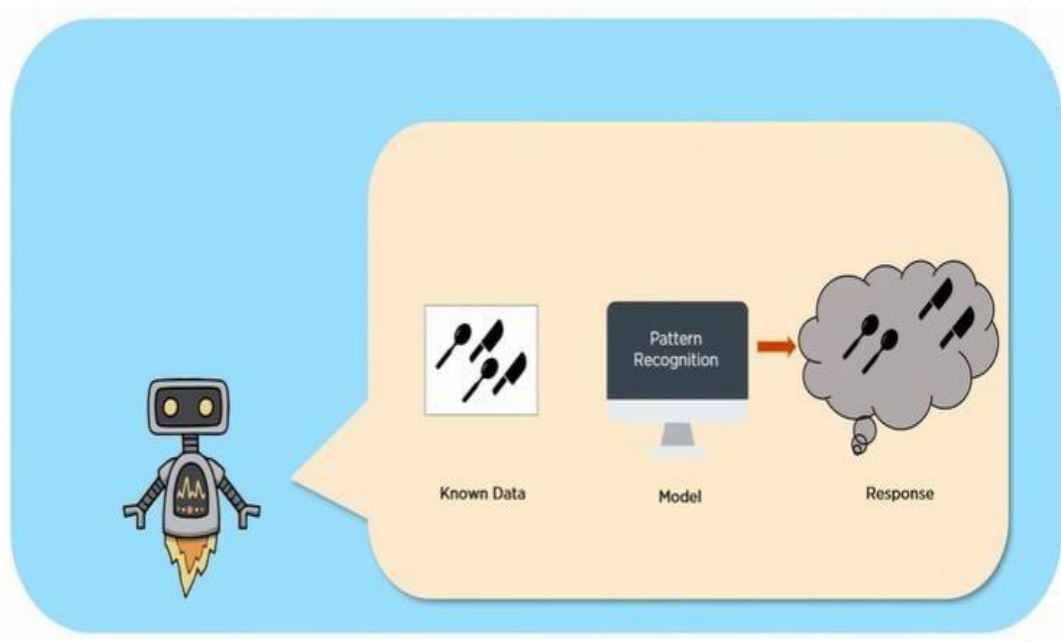 Pattern
Recognition
Known Data
Model
Response